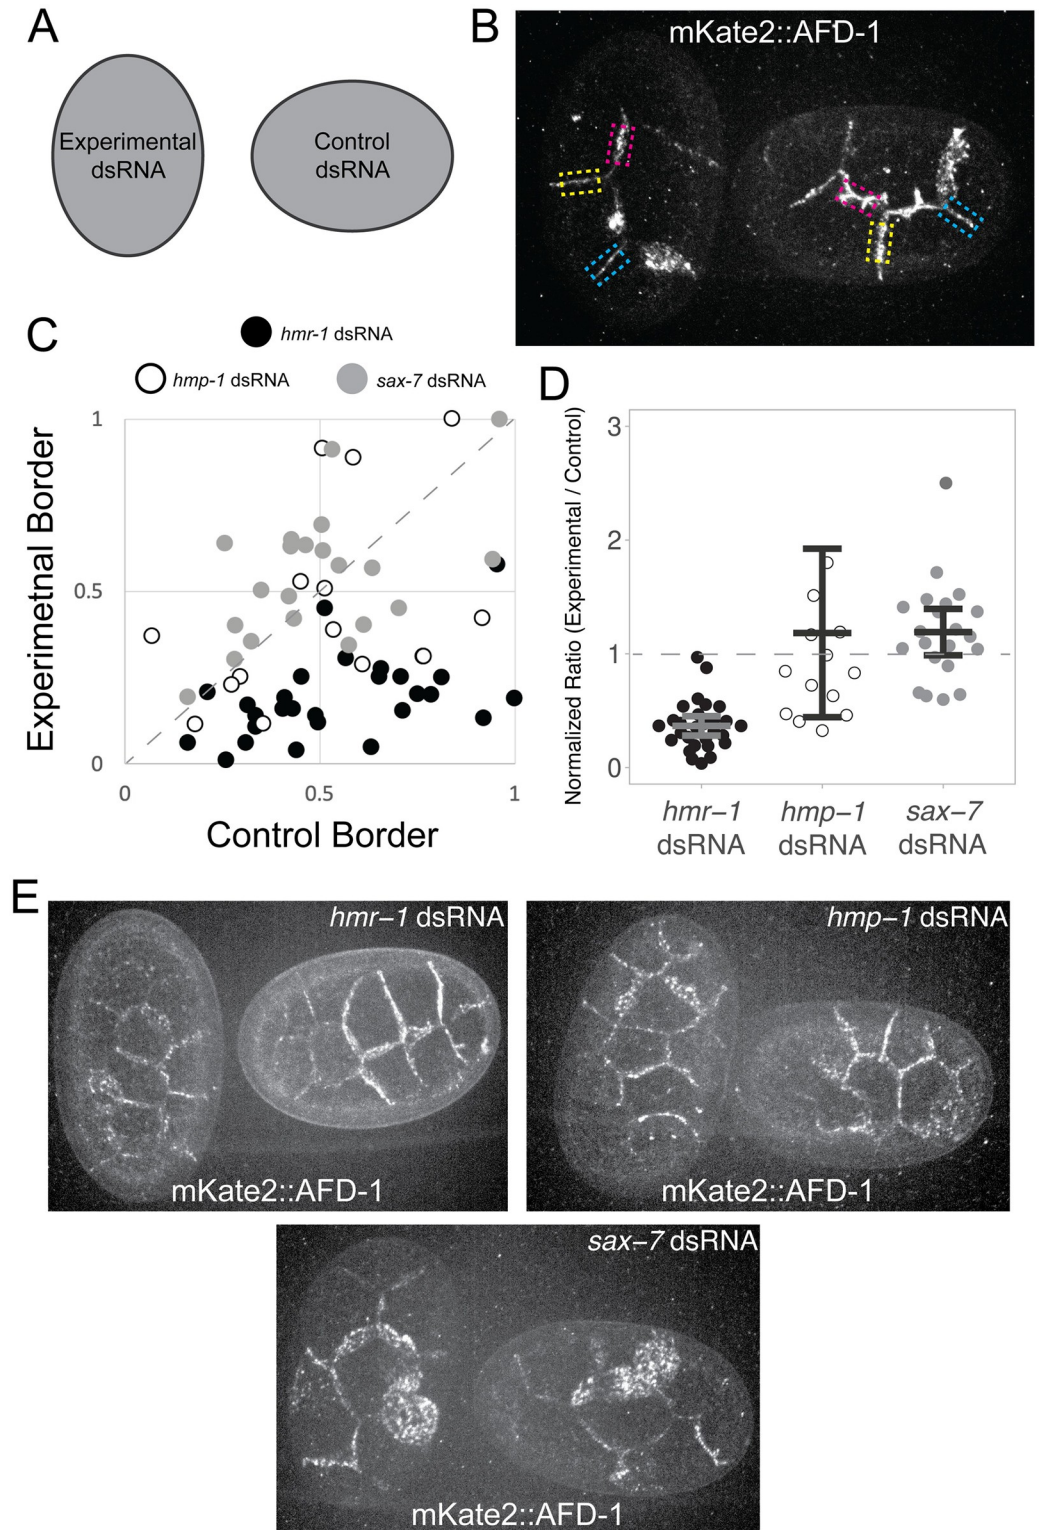 A
Experimental
dsRNA
Control
dsRNA
B
mKate2::AFD-1
C
hmr-1 dsRNA
hmp-1 dsRNA
sax-7 dsRNA
Experimetnal Border
1
0.5
0
0
0.5
1
Control Border
D
Normalized Ratio (Experimental / Control)
3
2
1
0
hmr-1
dsRNA
hmp-1
dsRNA
sax-7
dsRNA
E
hmr-1 dsRNA
mKate2::AFD-1
hmp-1 dsRNA
mKate2::AFD-1
sax-7 dsRNA
mKate2::AFD-1